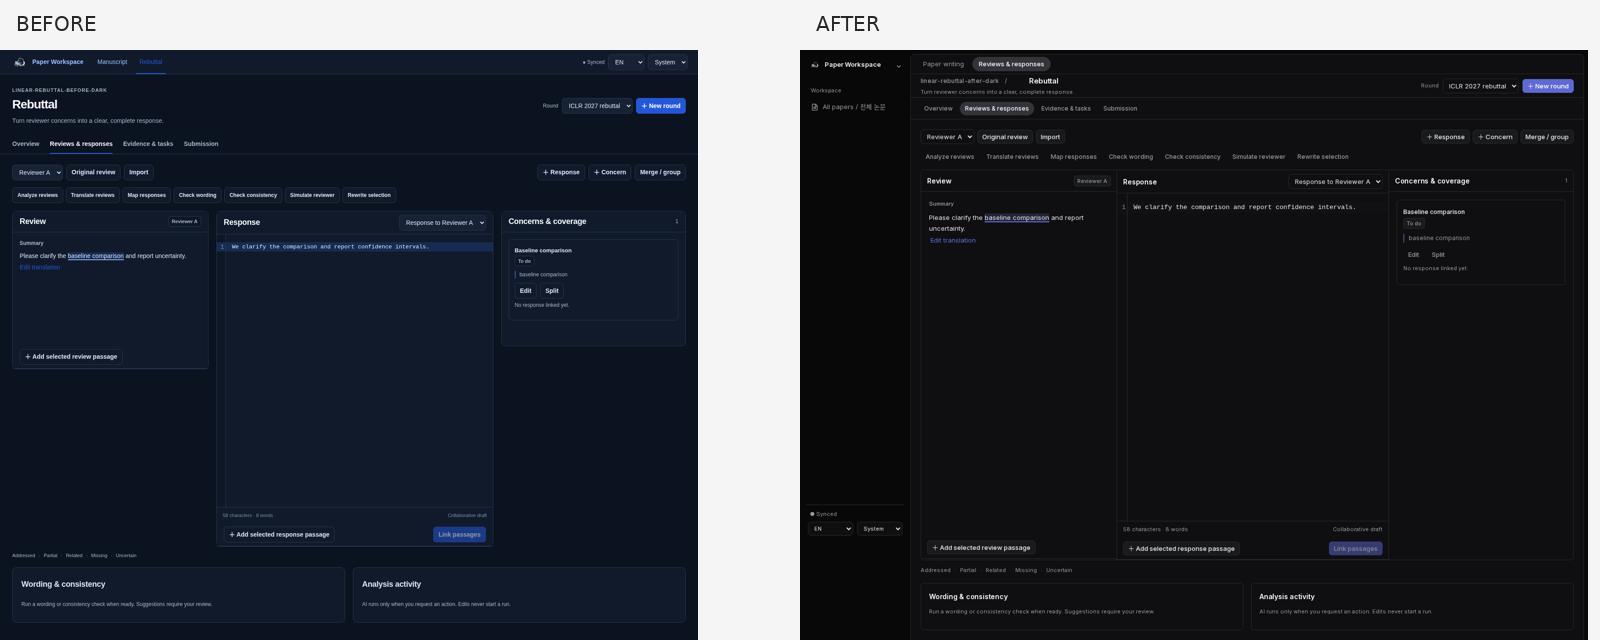 BEFORE
Paper Workspace Manuscript Rebuttal
Synced EN System
LINEAR-REBUTTAL-BEFORE-DARK
Rebuttal
Turn reviewer concerns into a clear, complete response.
Round ICLR 2027 rebuttal + New round
Overview Reviews & responses Evidence & tasks Submission
Reviewer A Original review Import + Response + Concern Merge / group
Analyze reviews Translate reviews Map responses Check wording Check consistency Simulate reviewer Rewrite selection
Review Reviewer A
Summary
Please clarify the baseline comparison and report uncertainty.
Edit translation
+ Add selected review passage
Response Response to Reviewer A
1 We clarify the comparison and report confidence intervals.
58 characters · 8 words Collaborative draft
+ Add selected response passage Link passages
Concerns & coverage 1
Baseline comparison
To do
baseline comparison
Edit Split
No response linked yet.
Addressed · Partial · Related · Missing · Uncertain
Wording & consistency
Run a wording or consistency check when ready. Suggestions require your review.
Analysis activity
AI runs only when you request an action. Edits never start a run.
AFTER
Paper Workspace
Workspace
All papers / 전체 논문
Synced
EN System
Paper writing Reviews & responses
linear-rebuttal-after-dark / Rebuttal
Turn reviewer concerns into a clear, complete response.
Round ICLR 2027 rebuttal + New round
Overview Reviews & responses Evidence & tasks Submission
Reviewer A Original review Import + Response + Concern Merge / group
Analyze reviews Translate reviews Map responses Check wording Check consistency Simulate reviewer Rewrite selection
Review Reviewer A
Summary
Please clarify the baseline comparison and report
uncertainty.
Edit translation
+ Add selected review passage
Response Response to Reviewer A
1 We clarify the comparison and report confidence intervals.
58 characters · 8 words Collaborative draft
+ Add selected response passage Link passages
Concerns & coverage 1
Baseline comparison
To do
baseline comparison
Edit Split
No response linked yet.
Addressed · Partial · Related · Missing · Uncertain
Wording & consistency
Run a wording or consistency check when ready. Suggestions require your review.
Analysis activity
AI runs only when you request an action. Edits never start a run.